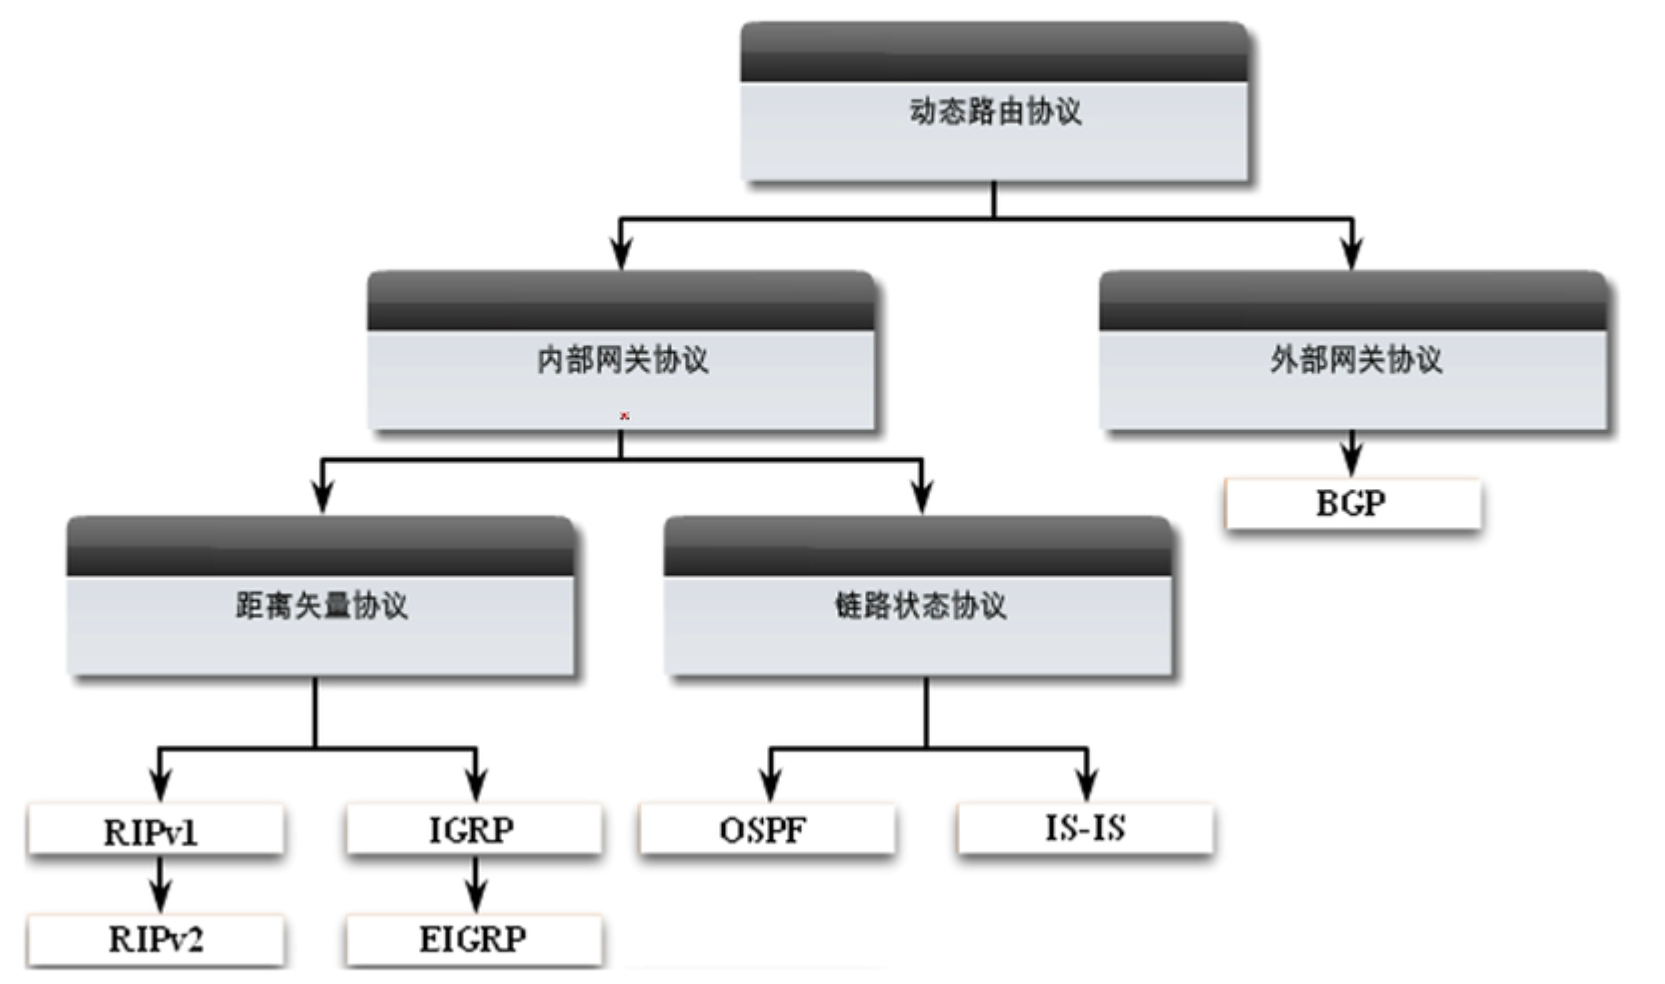 动态路由协议
内部网关协议
外部网关协议
BGP
距离矢量协议
链路状态协议
RIPv1
IGRP
OSPF
IS-IS
RIPv2
EIGRP